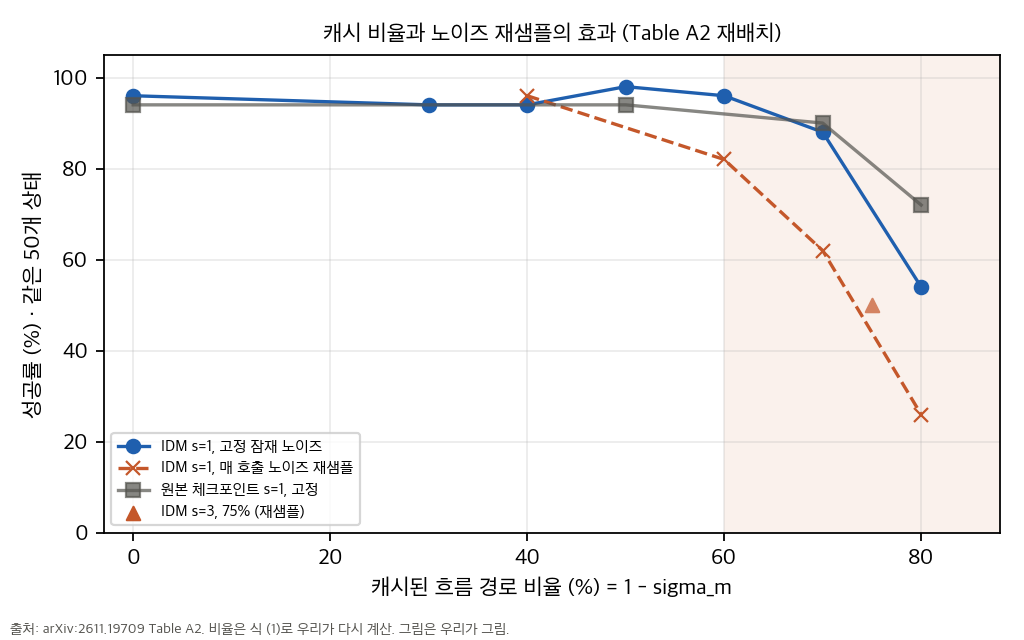 캐시 비율과 노이즈 재샘플의 효과 (Table A2 재배치)
성공률 (%) · 같은 50개 상태
100
80
60
40
20
0
IDM s=1, 고정 잠재 노이즈
IDM s=1, 매 호출 노이즈 재샘플
원본 체크포인트 s=1, 고정
IDM s=3, 75% (재샘플)
0 20 40 60 80
캐시된 흐름 경로 비율 (%) = 1 - sigma_m
출처: arXiv:2611.19709 Table A2. 비율은 식 (1)로 우리가 다시 계산. 그림은 우리가 그림.